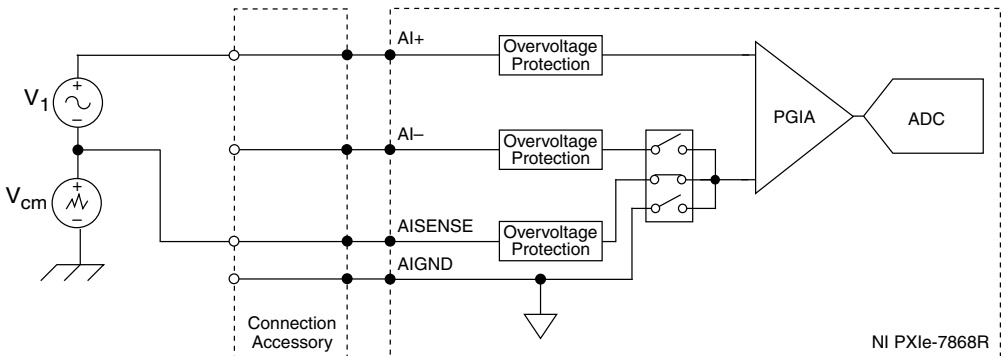 AI+
Overvoltage
Protection
V1
+
−
PGIA
ADC
AI–
Overvoltage
Protection
Vcm
+
−
AISENSE
Overvoltage
Protection
AIGND
Connection
Accessory
NI PXIe-7868R